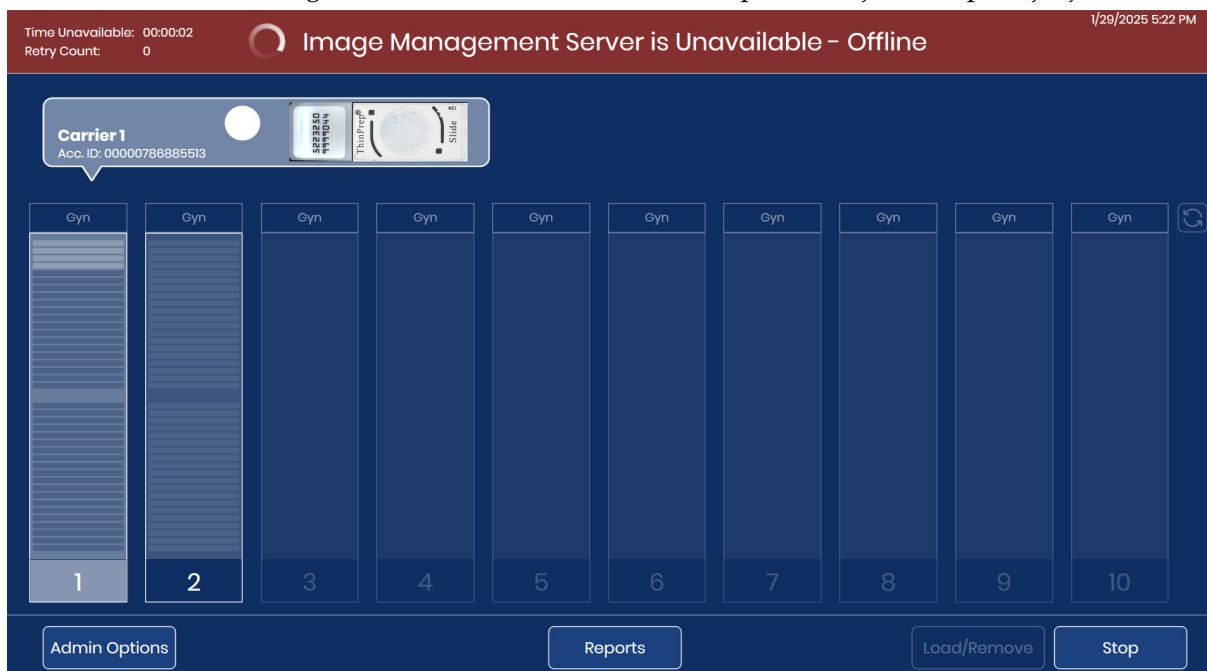 Time Unavailable: 00:00:02
Retry Count: 0
Image Management Server is Unavailable - Offline
1/29/2025 5:22 PM
Carrier 1
Acc. ID: 00000786885513
5223250
9999044
ThinPrep®
Slide
Gyn Gyn Gyn Gyn Gyn Gyn Gyn Gyn Gyn Gyn
1 2 3 4 5 6 7 8 9 10
Admin Options
Reports
Load/Remove
Stop